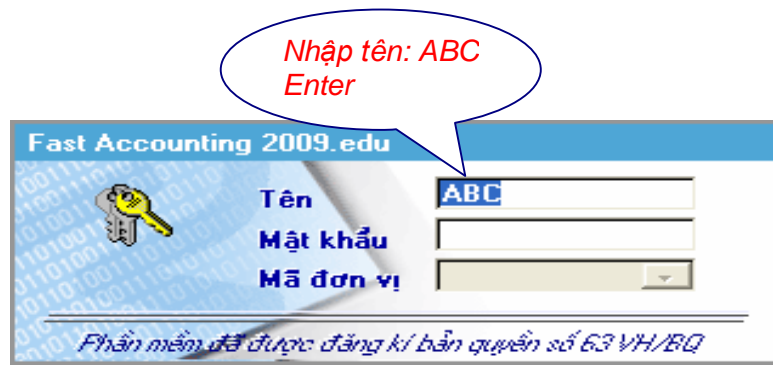 Nhập tên: ABC
Enter
Fast Accounting 2009.edu
Tên ABC
Mật khẩu
Mã đơn vị
Phần mềm đã được đăng kí bản quyền số 63 VH/BQ